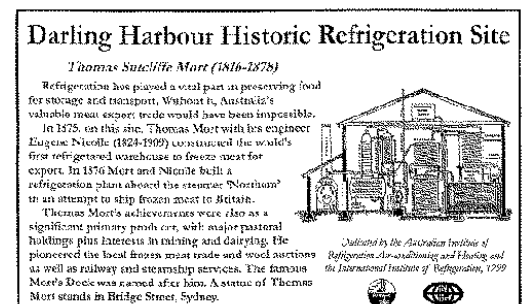 Darling Harbour Historic Refrigeration Site
Thomas Sutcliffe Mort (1816-1878)
Refrigeration has played a vital part in preserving food
for storage and transport. Without it, Australia's
valuable meat export trade would have been impossible.
In 1875, on this site, Thomas Mort with his engineer
Eugene Nicolle (1824-1909) constructed the world's
first refrigerated warehouse to freeze meat for
export. In 1876 Mort and Nicolle built a
refrigeration plant aboard the steamer 'Northam'
in an attempt to ship frozen meat to Britain.
Thomas Mort's achievements were also as a
significant primary producer, with major pastoral
holdings plus interests in mining and dairying. He
pioneered the local frozen meat trade and wool auctions
as well as railway and steamship services. The famous
Mort's Dock was named after him. A statue of Thomas
Mort stands in Bridge Street, Sydney.
Dedicated by the Australian Institute of
Refrigeration Air-conditioning and Heating and
the International Institute of Refrigeration, 1999